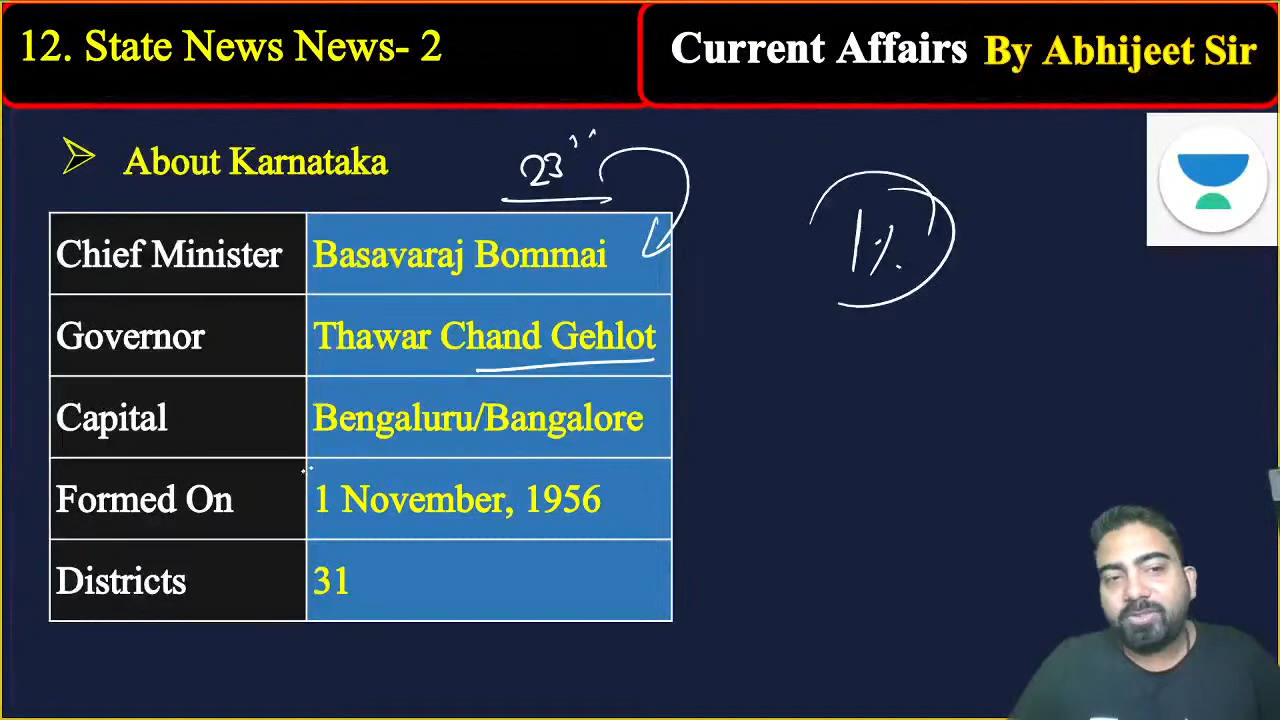 12. State News News- 2
Current Affairs By Abhijeet Sir
About Karnataka
23
1%
Chief Minister Basavaraj Bommai
Governor Thawar Chand Gehlot
Capital Bengaluru/Bangalore
Formed On 1 November, 1956
Districts 31